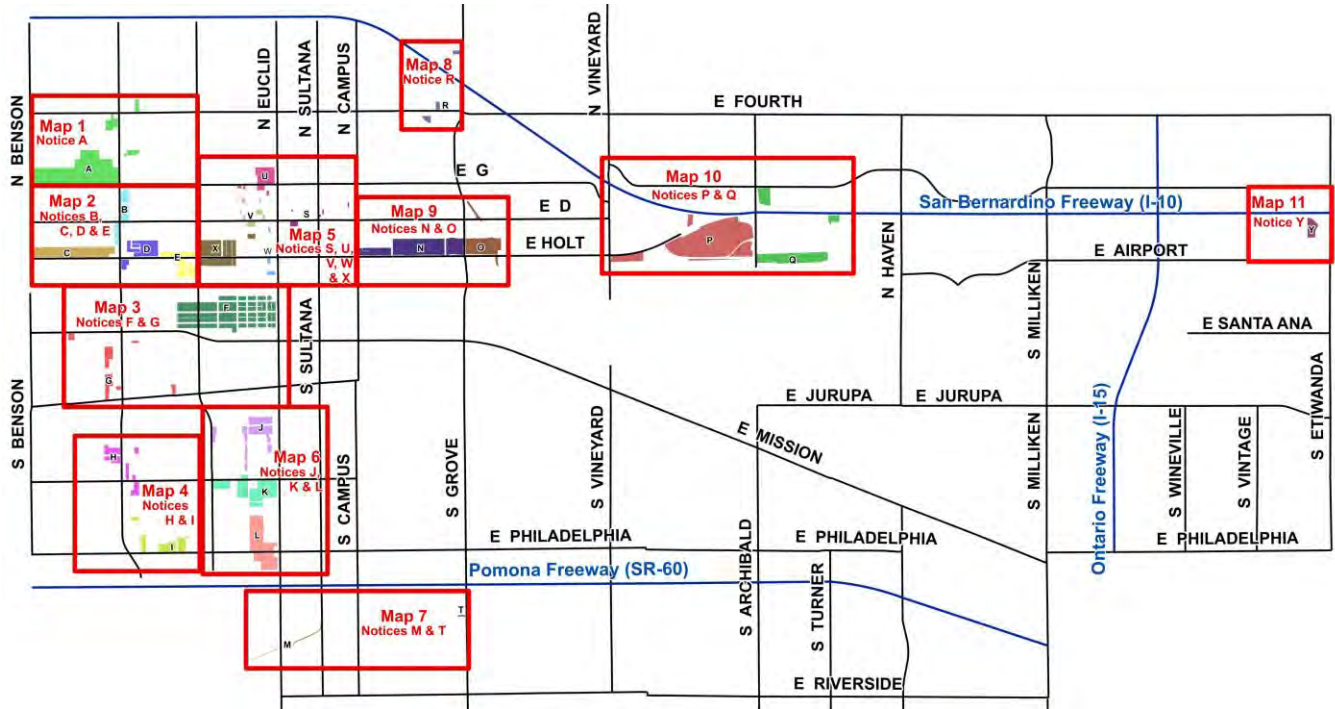 N BENSON
N EUCLID
N SULTANA
N CAMPUS
N VINEYARD
Map 8
Notice R
R
E FOURTH
Map 1
Notice A
A
Map 2
Notices B,
C, D & E
B
C
D
E
U
V
S
W
X
Map 5
Notices S, U,
V, W
& X
E G
E D
E HOLT
Map 9
Notices N & O
N
O
Map 10
Notices P & Q
P
Q
San Bernardino Freeway (I-10)
Map 11
Notice Y
Y
E AIRPORT
N HAVEN
S MILLIKEN
E SANTA ANA
S ETIWANDA
Map 3
Notices F & G
F
G
S SULTANA
S BENSON
E JURUPA
E JURUPA
E MISSION
Ontario Freeway (I-15)
S WINEVILLE
S VINTAGE
S MILLIKEN
H
Map 4
Notices
H & I
I
J
Map 6
Notices J,
K & L
K
L
S CAMPUS
S GROVE
S VINEYARD
E PHILADELPHIA
E PHILADELPHIA
E PHILADELPHIA
Pomona Freeway (SR-60)
S ARCHIBALD
S TURNER
Map 7
Notices M & T
M
T
E RIVERSIDE